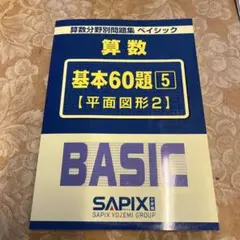 算数分野別問題集 ベイシック
算数
基本60題 5
【平面図形2】
BASIC
SAPIX
SAPIX YOZEMI GROUP